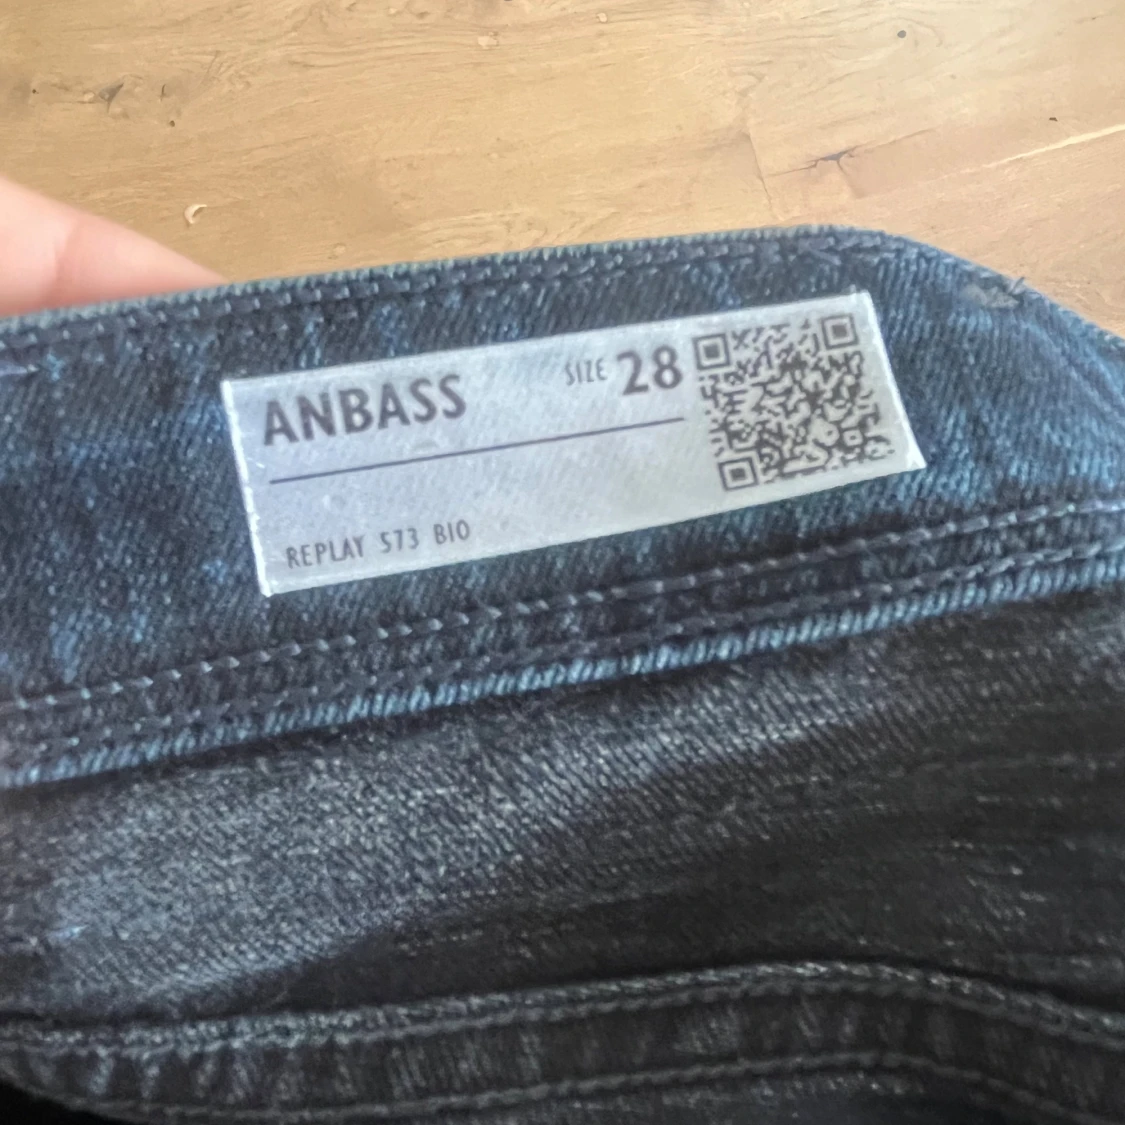 ANBASS SIZE 28
REPLAY 573 BIO